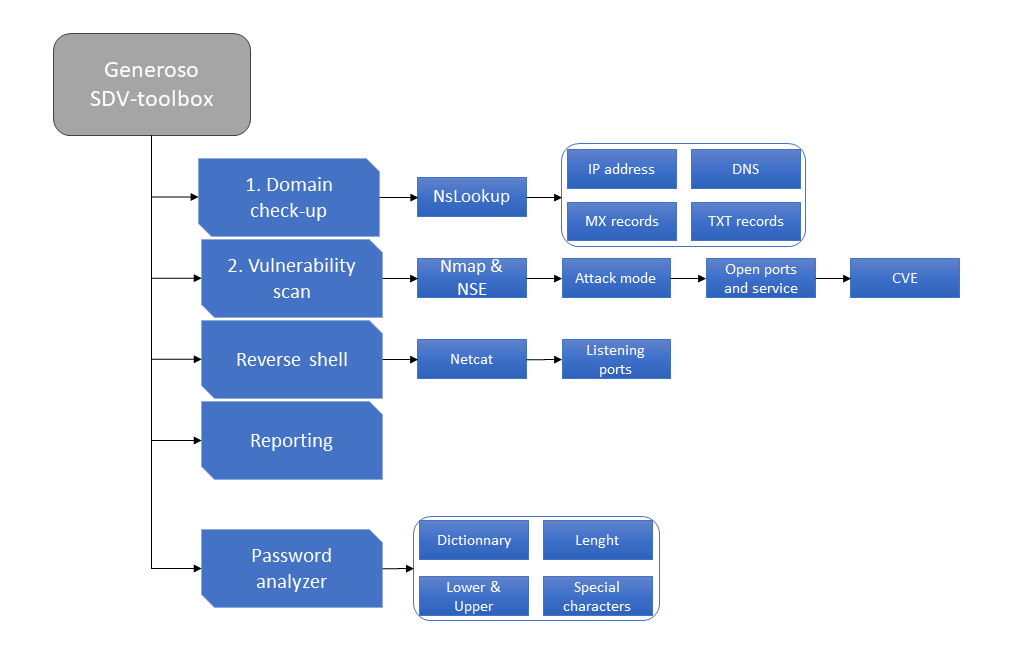 Generoso
SDV-toolbox
1. Domain
check-up
NsLookup
IP address
DNS
MX records
TXT records
2. Vulnerability
scan
Nmap &
NSE
Attack mode
Open ports
and service
CVE
Reverse shell
Netcat
Listening
ports
Reporting
Password
analyzer
Dictionnary
Lenght
Lower &
Upper
Special
characters